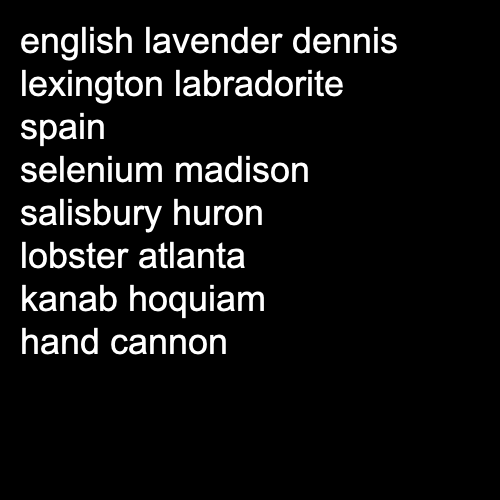 english lavender dennis
lexington labradorite
spain
selenium madison
salisbury huron
lobster atlanta
kanab hoquiam
hand cannon